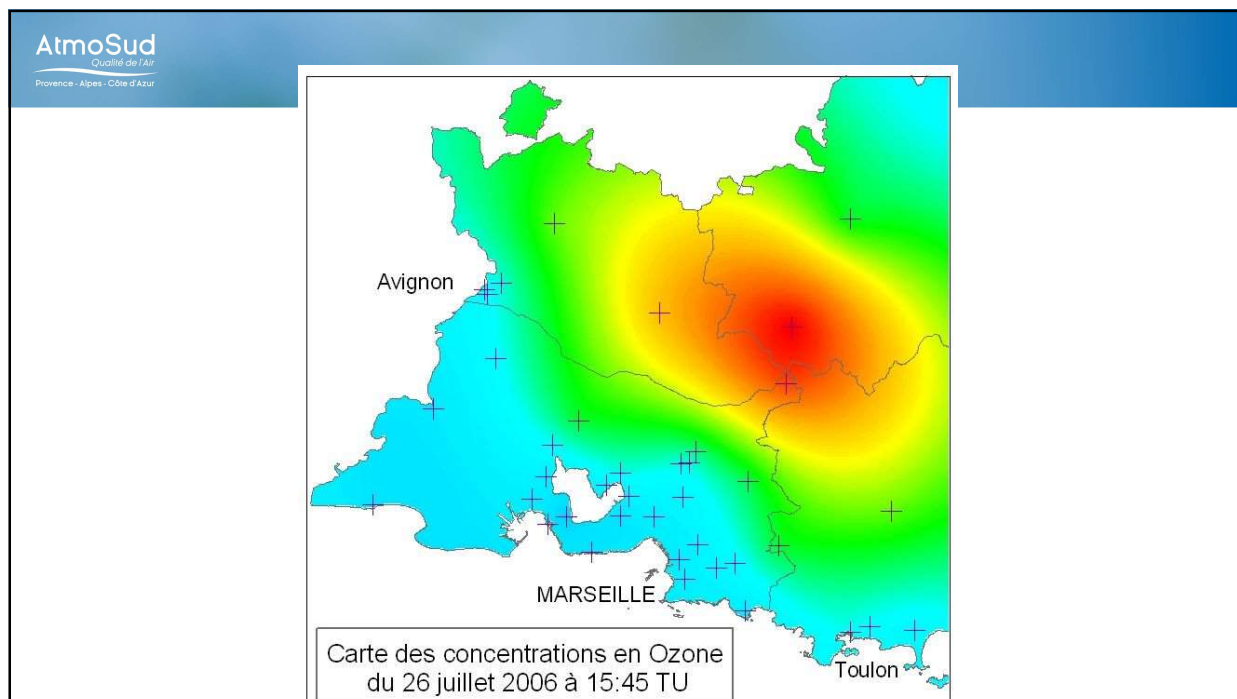 AtmoSud
Qualité de l'Air
Provence - Alpes - Côte d'Azur
Avignon
MARSEILLE
Toulon
Carte des concentrations en Ozone
du 26 juillet 2006 à 15:45 TU